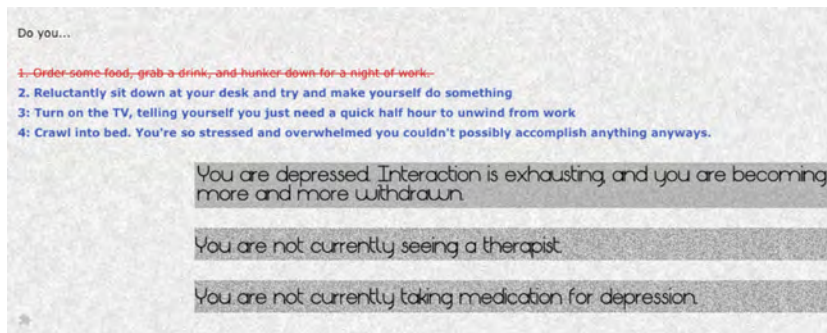 Do you...
1. Order some food, grab a drink, and hunker down for a night of work.
2. Reluctantly sit down at your desk and try and make yourself do something
3: Turn on the TV, telling yourself you just need a quick half hour to unwind from work
4: Crawl into bed. You're so stressed and overwhelmed you couldn't possibly accomplish anything anyways.
You are depressed. Interaction is exhausting, and you are becoming
more and more withdrawn.
You are not currently seeing a therapist.
You are not currently taking medication for depression.